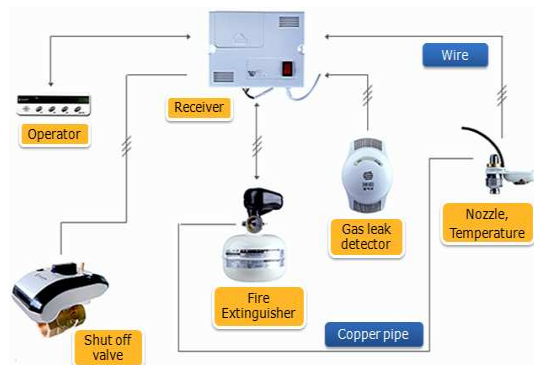 Wire
Receiver
Operator
Gas leak
detector
Nozzle,
Temperature
Fire
Extinguisher
Copper pipe
Shut off
valve